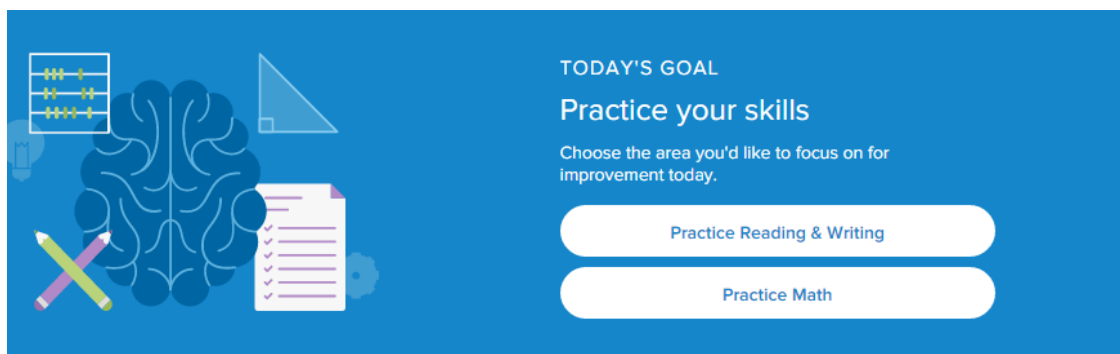 TODAY'S GOAL
Practice your skills
Choose the area you'd like to focus on for
improvement today.
Practice Reading & Writing
Practice Math